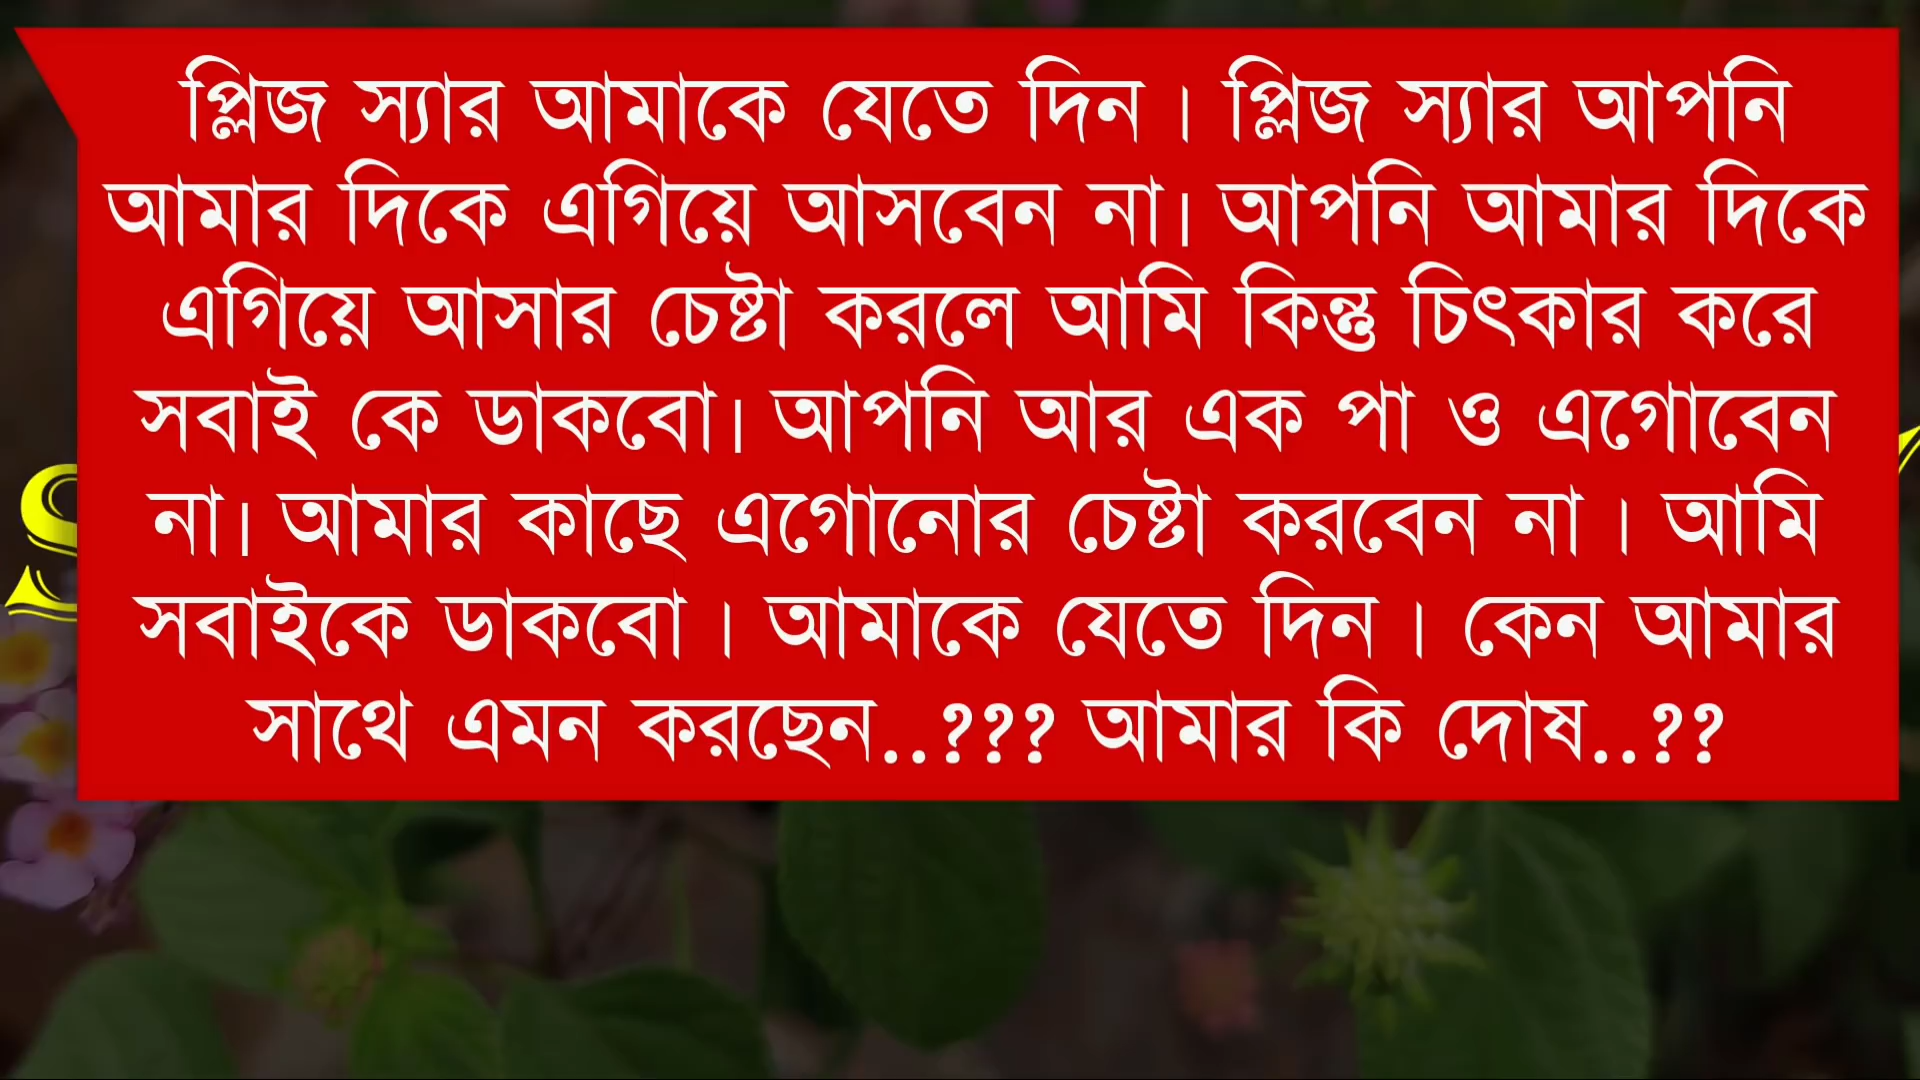 প্লিজ স্যার আমাকে যেতে দিন । প্লিজ স্যার আপনি
আমার দিকে এগিয়ে আসবেন না। আপনি আমার দিকে
এগিয়ে আসার চেষ্টা করলে আমি কিন্তু চিৎকার করে
সবাই কে ডাকবো। আপনি আর এক পা ও এগোবেন
না। আমার কাছে এগোনোর চেষ্টা করবেন না । আমি
সবাইকে ডাকবো । আমাকে যেতে দিন । কেন আমার
সাথে এমন করছেন..??? আমার কি দোষ..??